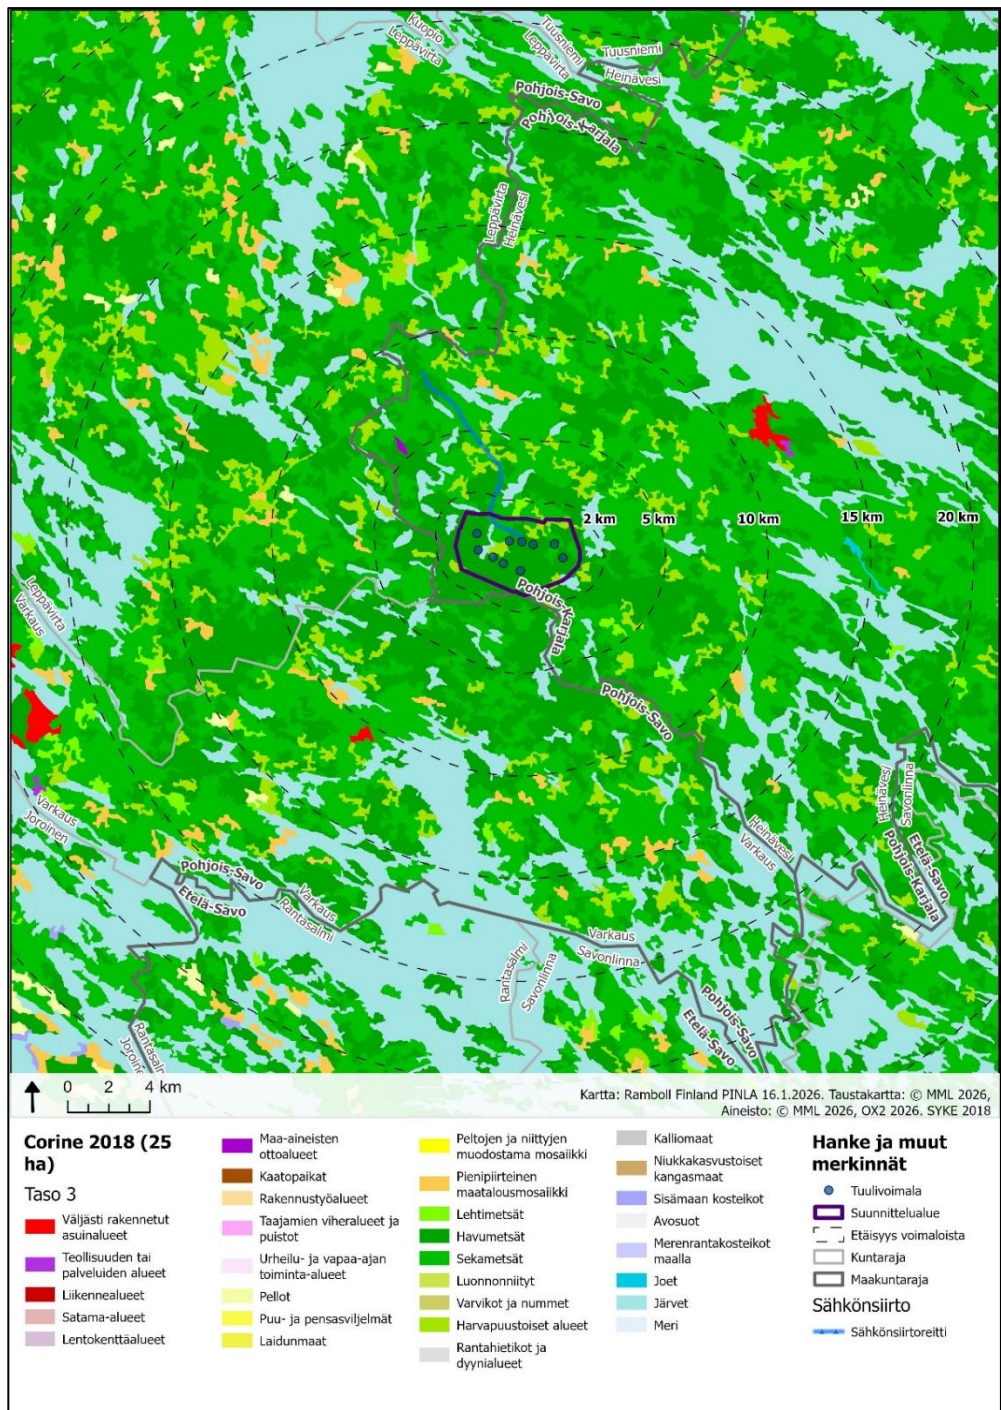 Kuopio
Leppävirta
Tuusniemi
Leppävirta
Tuusniemi
Heinävesi
Pohjois-Savo
Pohjois-Karjala
Leppävirta
Heinävesi
2 km
5 km
10 km
15 km
20 km
Pohjois-Karjala
Pohjois-Savo
Leppävirta
Varkaus
Varkaus
Joroinen
Pohjois-Savo
Etelä-Savo
Varkaus
Rantasalmi
Heinävesi
Varkaus
Heinävesi
Savonlinna
Etelä-Savo
Pohjois-Karjala
Varkaus
Savonlinna
Rantasalmi
Savonlinna
Pohjois-Savo
Etelä-Savo
Joroinen
0 2 4 km
Kartta: Ramboll Finland PINLA 16.1.2026. Taustakartta: © MML 2026,
Aineisto: © MML 2026, OX2 2026. SYKE 2018
Corine 2018 (25
ha)
Taso 3
Väljästi rakennetut
asuinalueet
Teollisuuden tai
palveluiden alueet
Liikennealueet
Satama-alueet
Lentokenttäalueet
Maa-aineisten
ottoalueet
Kaatopaikat
Rakennustyöalueet
Taajamien viheralueet ja
puistot
Urheilu- ja vapaa-ajan
toiminta-alueet
Pellot
Puu- ja pensasviljelmät
Laidunmaat
Peltojen ja niittyjen
muodostama mosaiikki
Pienipiirteinen
maatalousmosaiikki
Lehtimetsät
Havumetsät
Sekametsät
Luonnonniityt
Varvikot ja nummet
Harvapuustoiset alueet
Rantahietikot ja
dyynialueet
Kalliomaat
Niukkakasvustoiset
kangasmaat
Sisämaan kosteikot
Avosuot
Merenrantakosteikot
maalla
Joet
Järvet
Meri
Hanke ja muut
merkinnät
Tuulivoimala
Suunnittelualue
Etäisyys voimaloista
Kuntaraja
Maakuntaraja
Sähkönsiirto
Sähkönsiirtoreitti